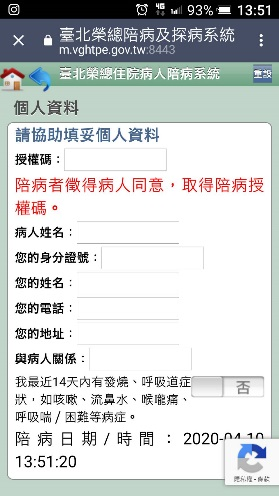 93% 13:51
臺北榮總陪病及探病系統
m.vghtpe.gov.tw:8443
臺北榮總住院病人陪病系統
重設
個人資料
請協助填妥個人資料
授權碼：
陪病者徵得病人同意，取得陪病授
權碼。
病人姓名：
您的身分證號：
您的姓名：
您的電話：
您的地址：
與病人關係：
我最近14天內有發燒、呼吸道症
狀，如咳嗽、流鼻水、喉嚨痛、
呼吸喘／困難等病症。
否
陪病日期/時間：2020-04-10
13:51:20
隱私權 - 條款